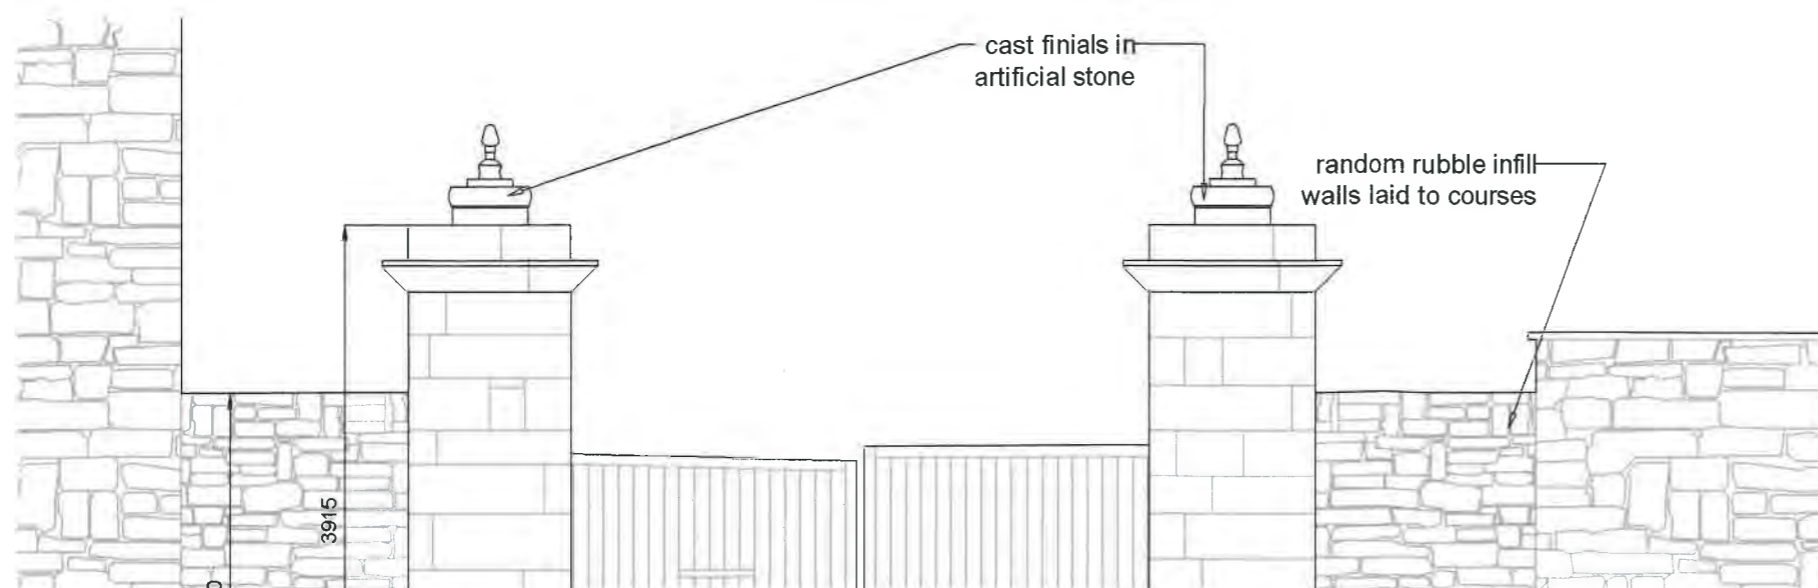 cast finials in
artificial stone
random rubble infill
walls laid to courses
3915